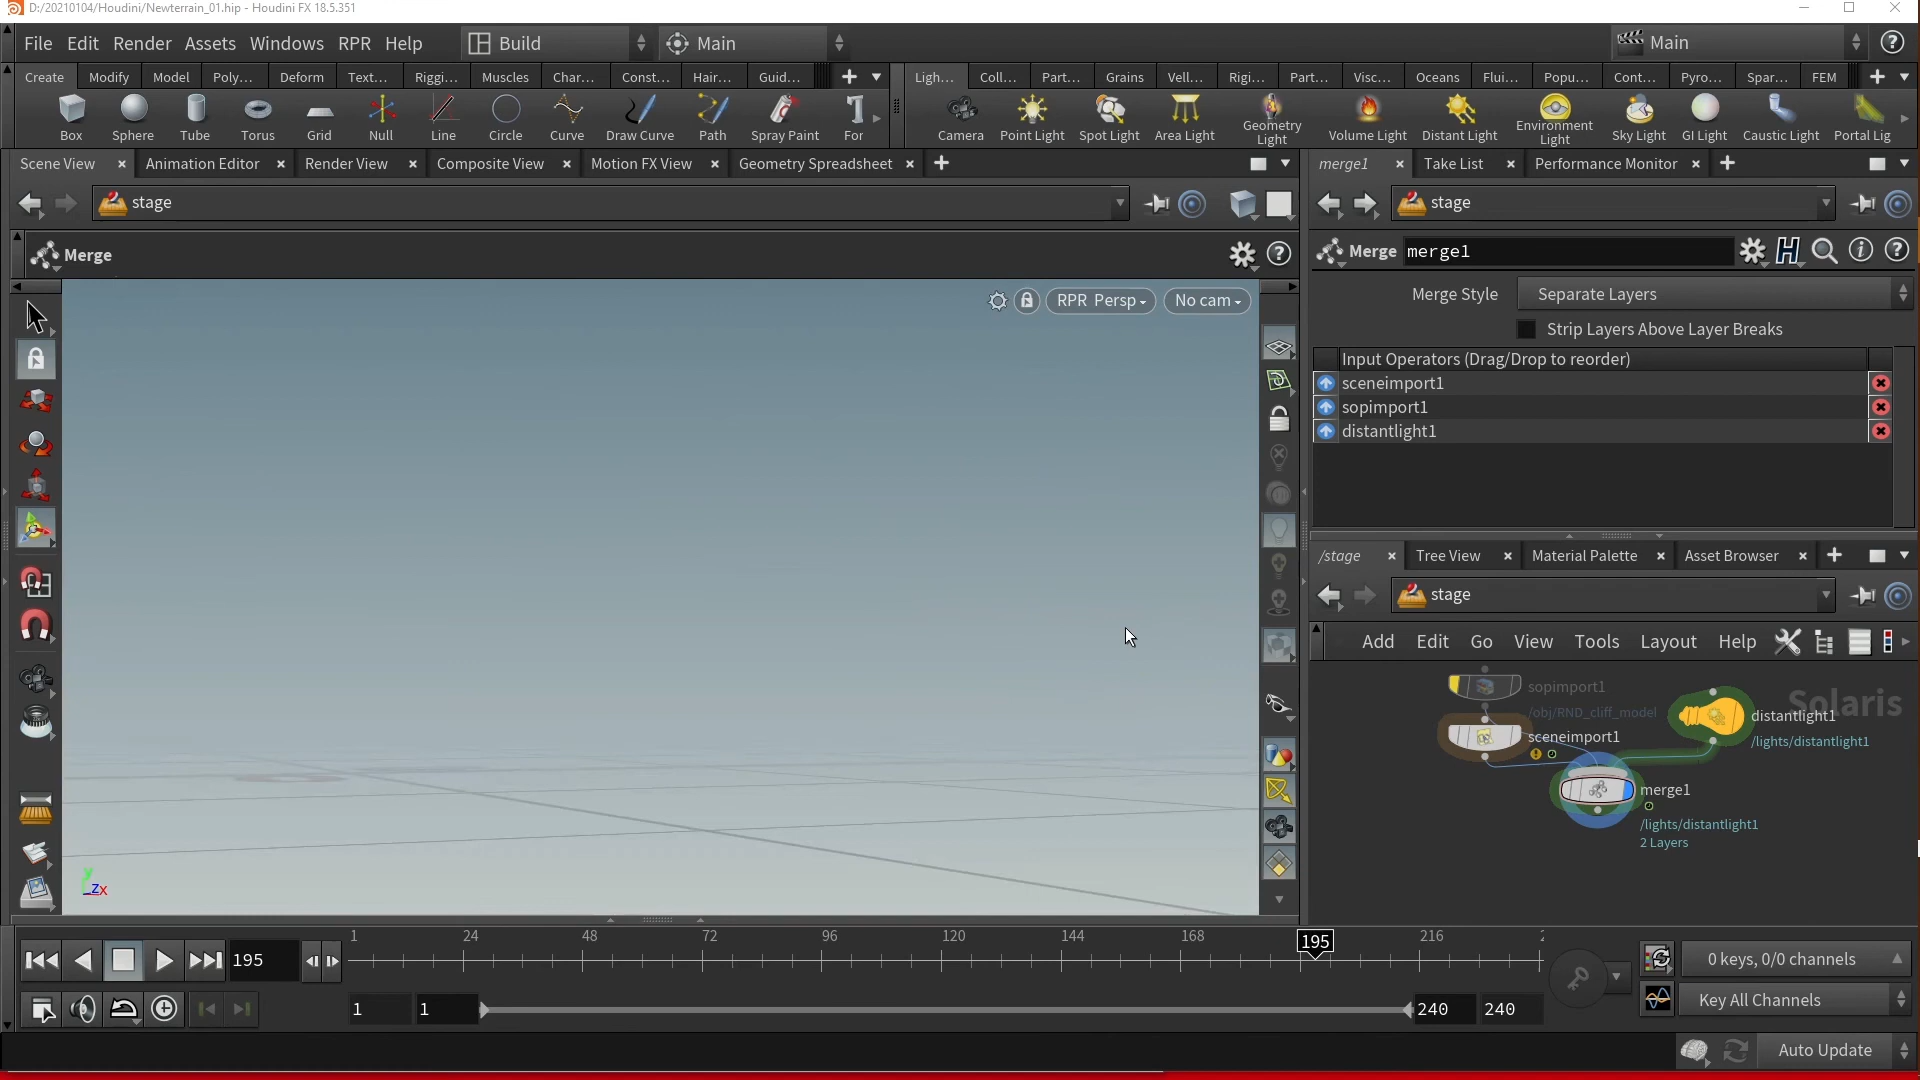 D:/20210104/Houdini/Newterrain_01.hip - Houdini FX 18.5.351
File Edit Render Assets Windows RPR Help Build Main Main
Create Modify Model Poly... Deform Text... Riggi... Muscles Char... Const... Hair... Guid... Ligh... Coll... Part... Grains Vell... Rigi... Part... Visc... Oceans Flui... Popu... Cont... Pyro... Spar... FEM
Box Sphere Tube Torus Grid Null Line Circle Curve Draw Curve Path Spray Paint For Camera Point Light Spot Light Area Light Geometry Light Volume Light Distant Light Environment Light Sky Light GI Light Caustic Light Portal Lig
Scene View Animation Editor Render View Composite View Motion FX View Geometry Spreadsheet merge1 Take List Performance Monitor
stage stage
Merge Merge merge1
RPR Persp No cam
Merge Style Separate Layers
Strip Layers Above Layer Breaks
Input Operators (Drag/Drop to reorder)
sceneimport1
sopimport1
distantlight1
/stage Tree View Material Palette Asset Browser
stage
Add Edit Go View Tools Layout Help
sopimport1
/obj/RND_cliff_model
Solaris
distantlight1
/lights/distantlight1
sceneimport1
merge1
/lights/distantlight1
2 Layers
y
z x
195 1 24 48 72 96 120 144 168 195 216
0 keys, 0/0 channels
1 1 240 240 Key All Channels
Auto Update